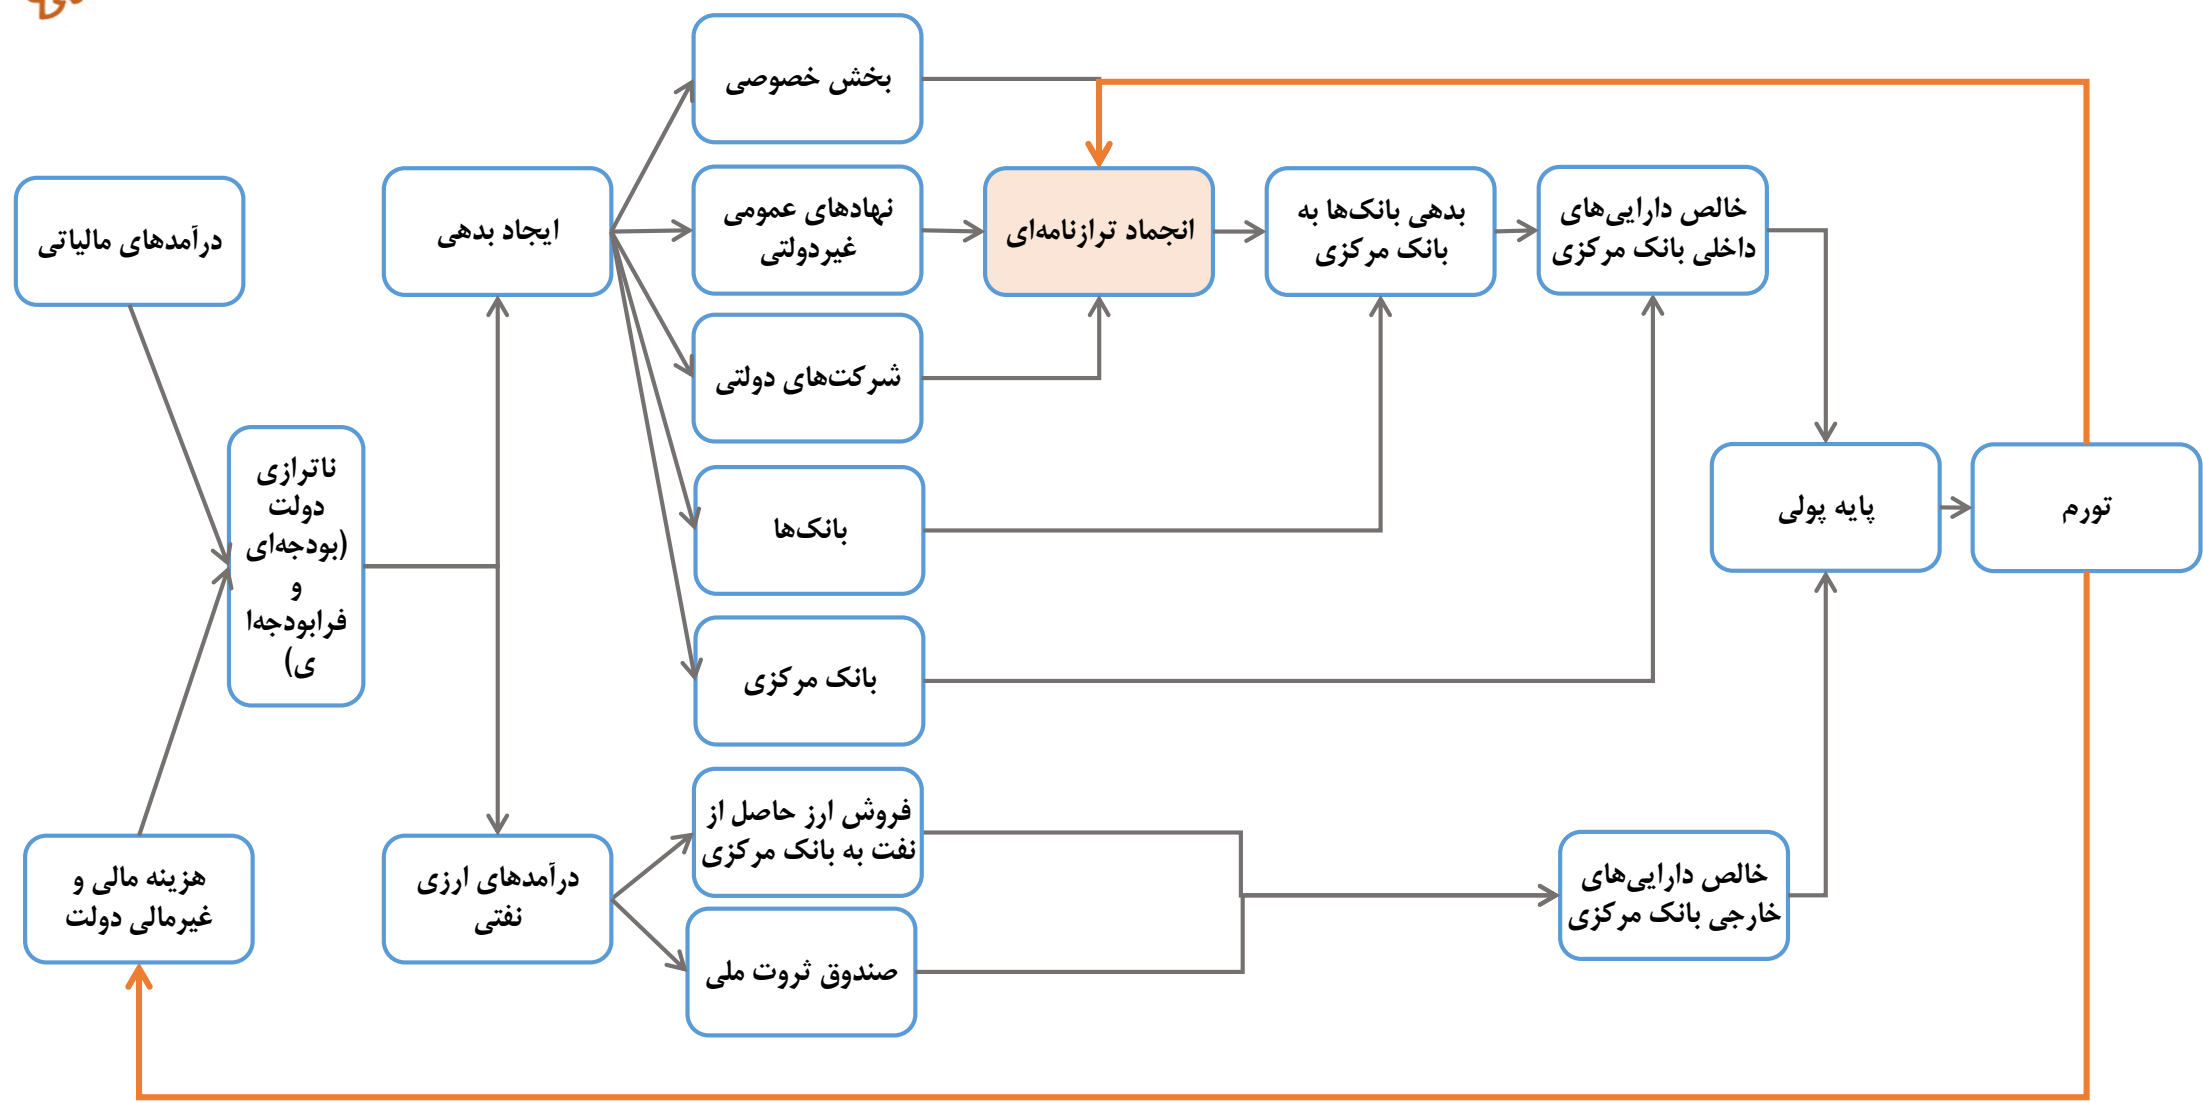 بخش خصوصی
درآمدهای مالیاتی
ایجاد بدهی
نهادهای عمومی
غیردولتی
انجماد ترازنامه‌ای
بدهی بانک‌ها به
بانک مرکزی
خالص دارایی‌های
داخلی بانک مرکزی
شرکت‌های دولتی
ناترازی
دولت
(بودجه‌ای
و
فرابودجه‌ا
ی)
بانک‌ها
پایه پولی
تورم
بانک مرکزی
هزینه مالی و
غیرمالی دولت
درآمدهای ارزی
نفتی
فروش ارز حاصل از
نفت به بانک مرکزی
خالص دارایی‌های
خارجی بانک مرکزی
صندوق ثروت ملی